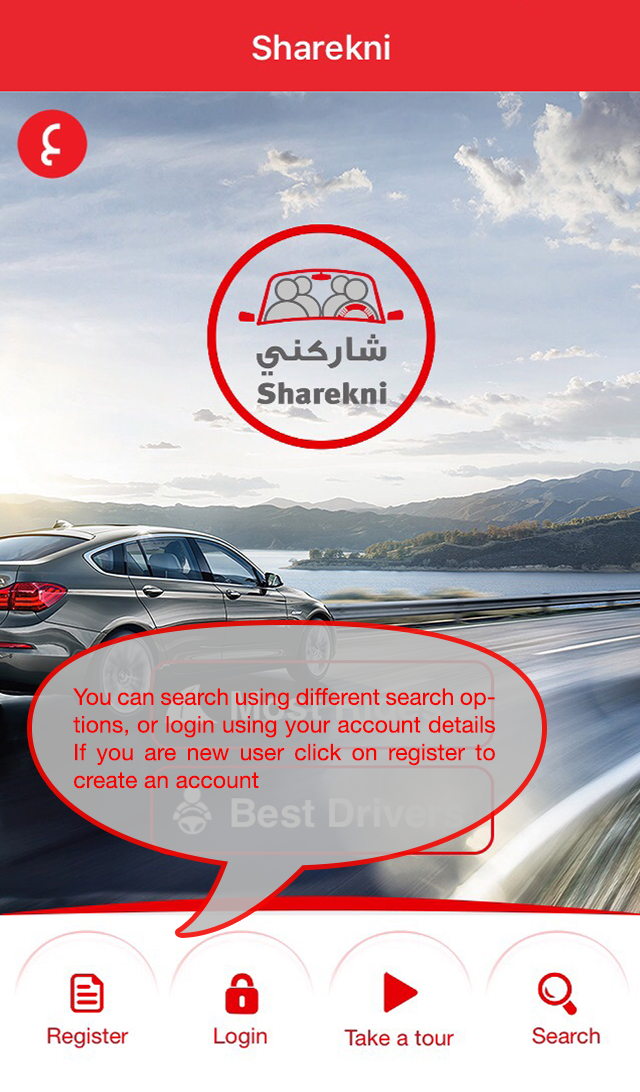 Sharekni
ع
شاركني
Sharekni
You can search using different search op-
tions, or login using your account details
If you are new user click on register to
create an account
Most
Best Drivers
Register
Login
Take a tour
Search